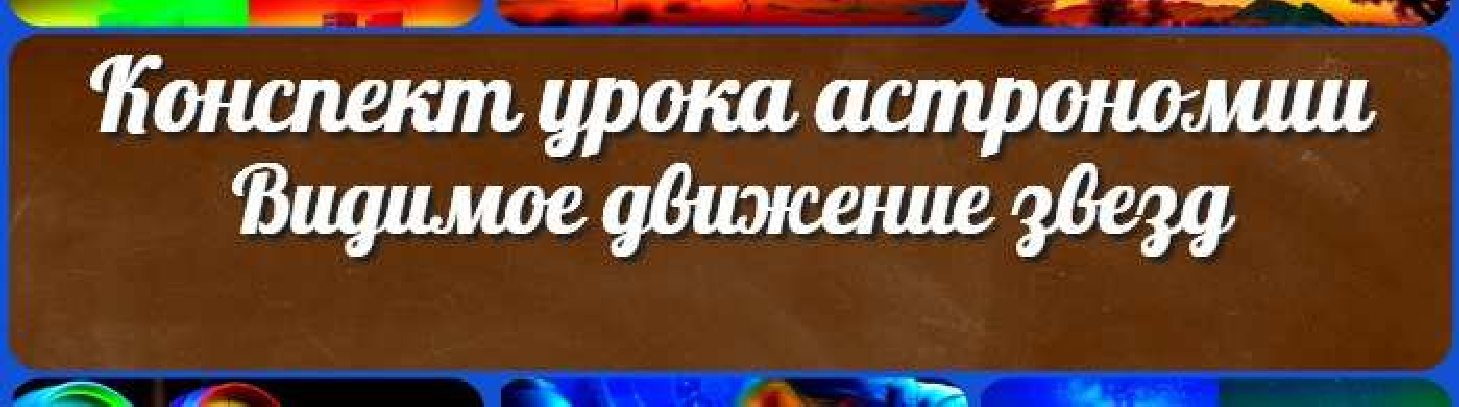 Конспект урока астрономии
Видимое движение звезд